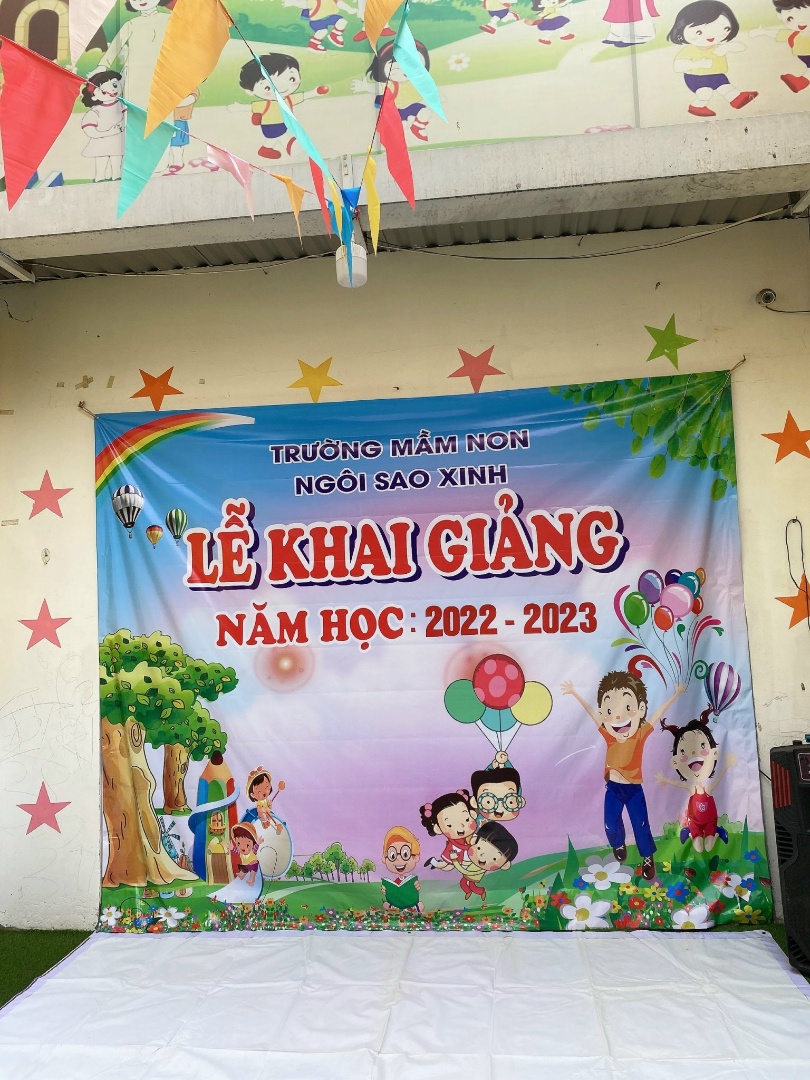 TRƯỜNG MẦM NON
NGÔI SAO XINH
LỄ KHAI GIẢNG
NĂM HỌC: 2022 - 2023